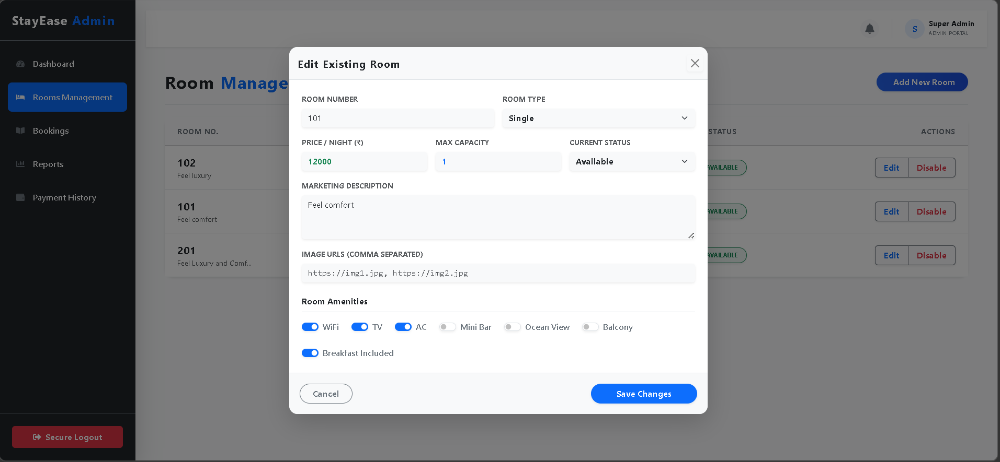 StayEase Admin
Dashboard
Rooms Management
Bookings
Reports
Payment History
Secure Logout
S
Super Admin
ADMIN PORTAL
Room Manage
Add New Room
ROOM NO.
STATUS
ACTIONS
102
Feel luxury
AVAILABLE
Edit
Disable
101
Feel comfort
AVAILABLE
Edit
Disable
201
Feel Luxury and Comf...
AVAILABLE
Edit
Disable
Edit Existing Room
ROOM NUMBER
ROOM TYPE
101
Single
PRICE / NIGHT (₹)
MAX CAPACITY
CURRENT STATUS
12000
1
Available
MARKETING DESCRIPTION
Feel comfort
IMAGE URLS (COMMA SEPARATED)
https://img1.jpg, https://img2.jpg
Room Amenities
WiFi
TV
AC
Mini Bar
Ocean View
Balcony
Breakfast Included
Cancel
Save Changes